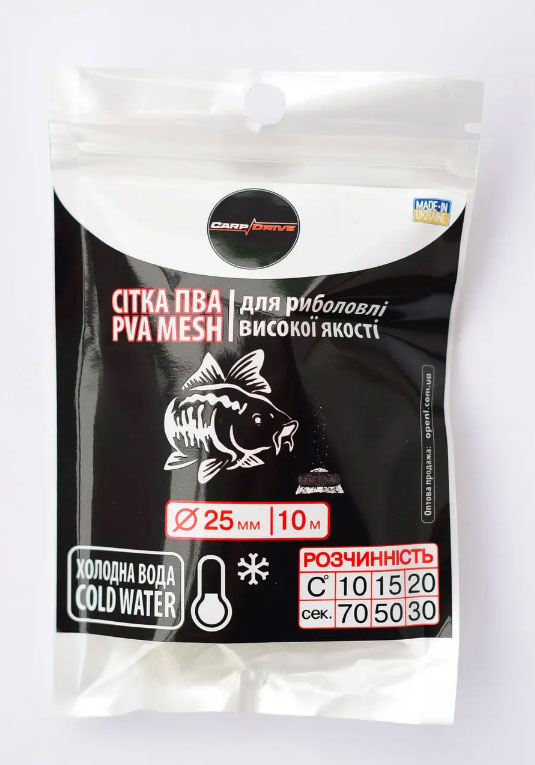 CARP DRIVE
MADE IN
UKRAINE
СІТКА ПВА
PVA MESH
для риболовлі
високої якості
Оптова продажа: openl.com.ua
Ø 25 мм | 10 м
ХОЛОДНА ВОДА
COLD WATER
РОЗЧИННІСТЬ
С° 10 15 20
сек. 70 50 30